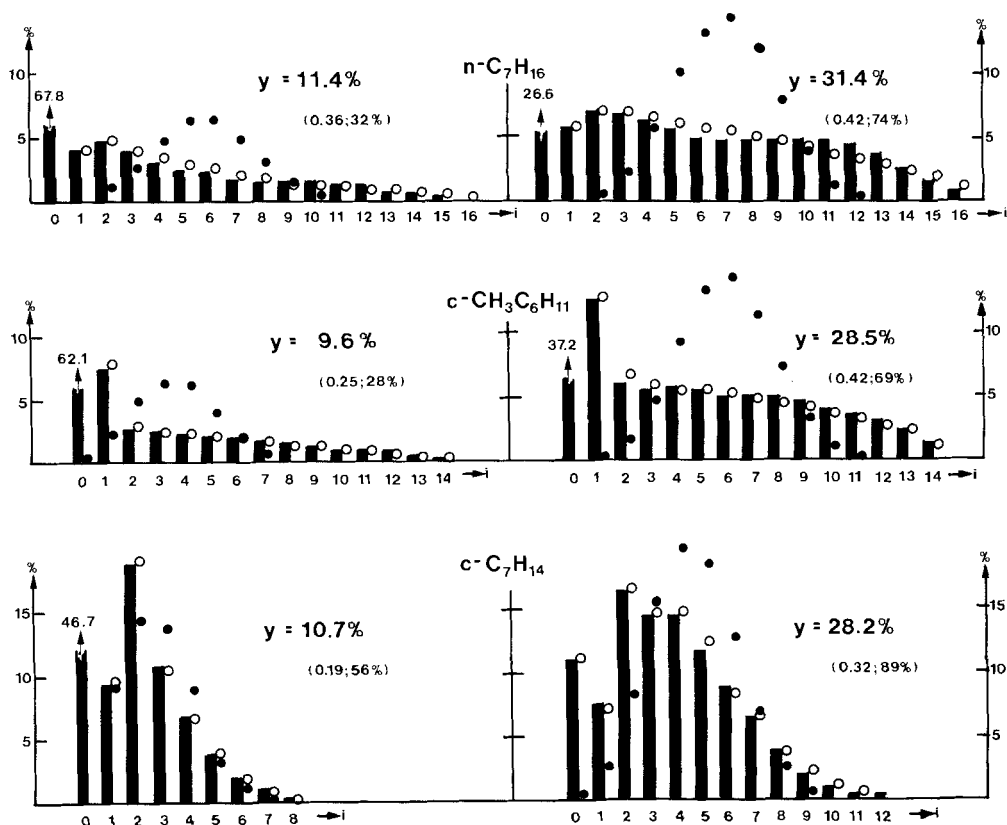 %
10
5
67.8
y = 11.4%
(0.36;32%)
0 1 2 3 4 5 6 7 8 9 10 11 12 13 14 15 16 → i
n-C₇H₁₆
%
10
5
26.6
y = 31.4%
(0.42;74%)
0 1 2 3 4 5 6 7 8 9 10 11 12 13 14 15 16 → i
%
10
5
62.1
y = 9.6%
(0.25;28%)
0 1 2 3 4 5 6 7 8 9 10 11 12 13 14 → i
c-CH₃C₆H₁₁
%
10
5
37.2
y = 28.5%
(0.42;69%)
0 1 2 3 4 5 6 7 8 9 10 11 12 13 14 → i
%
15
10
5
46.7
y = 10.7%
(0.19;56%)
0 1 2 3 4 5 6 7 8 → i
c-C₇H₁₄
%
15
10
5
y = 28.2%
(0.32;89%)
0 1 2 3 4 5 6 7 8 9 10 11 12 → i